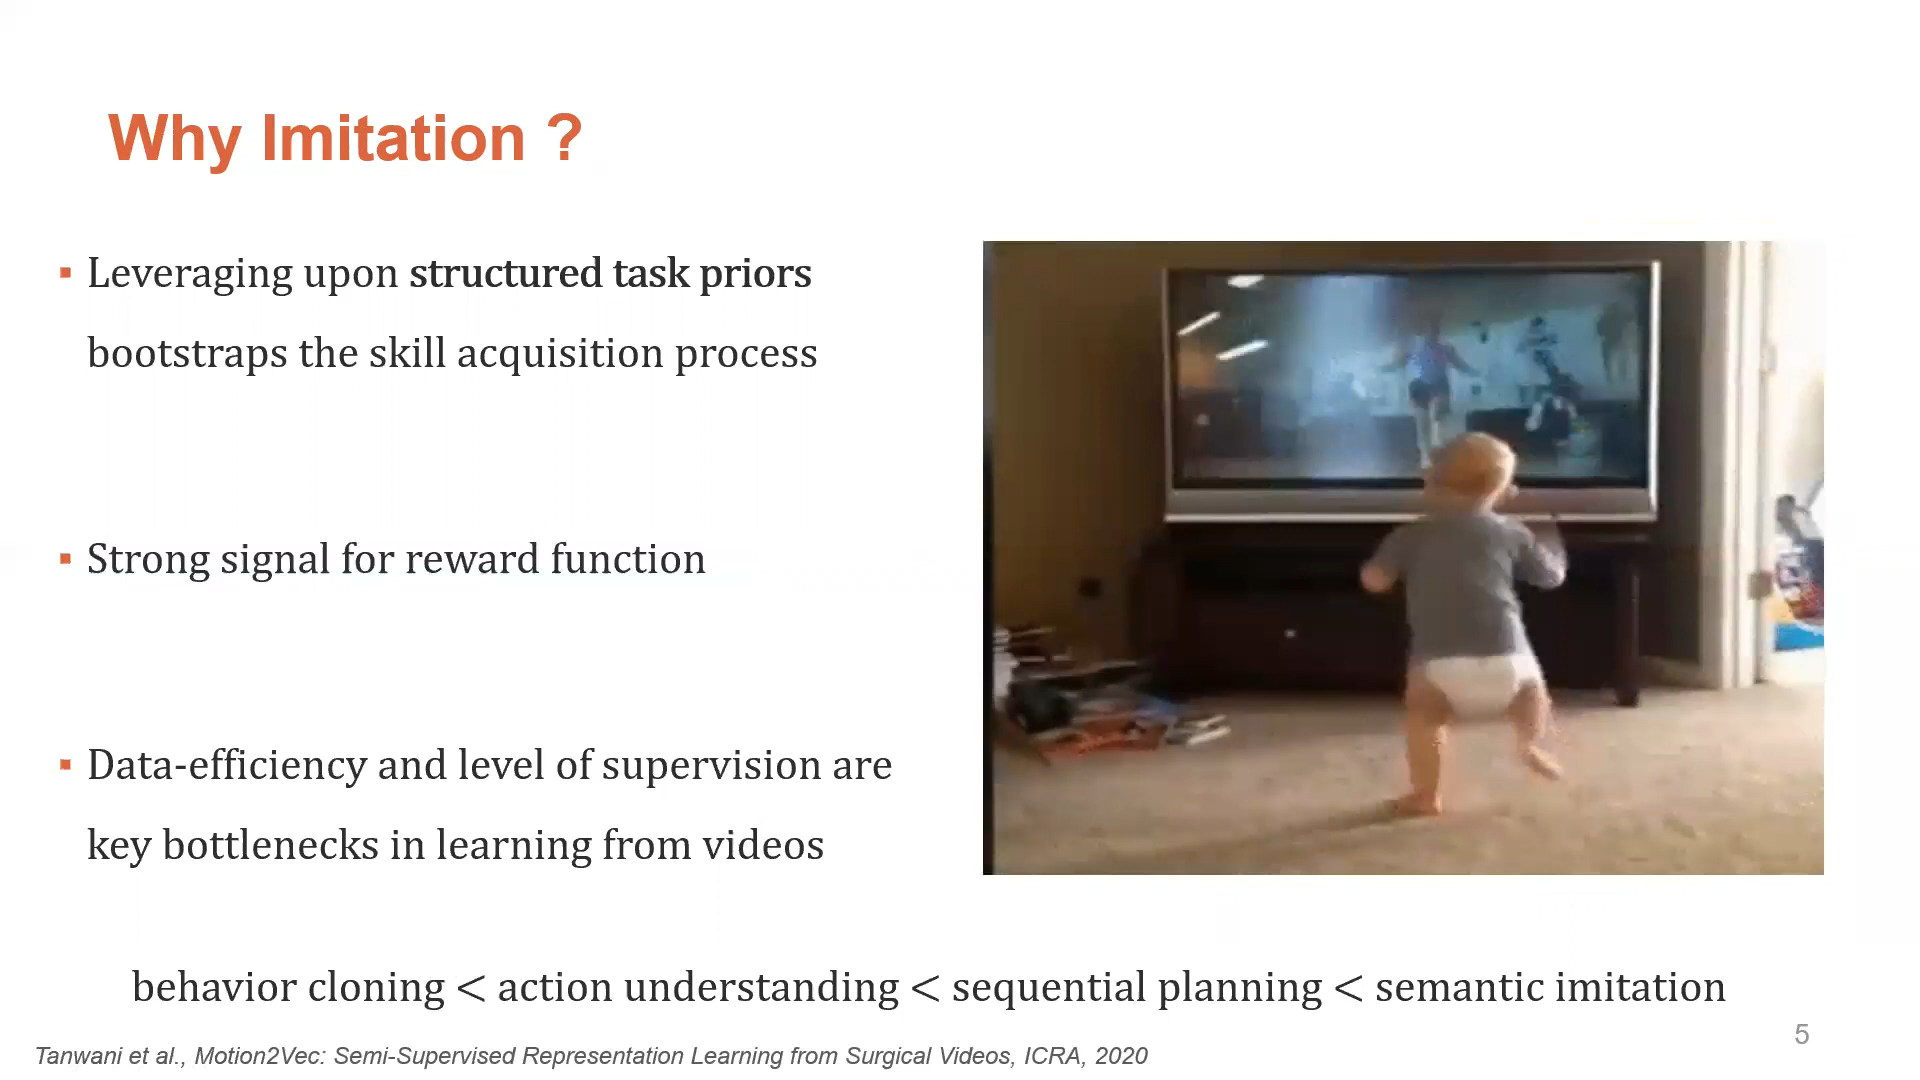 Why Imitation ?
▪ Leveraging upon structured task priors
bootstraps the skill acquisition process
▪ Strong signal for reward function
▪ Data-efficiency and level of supervision are
key bottlenecks in learning from videos
behavior cloning < action understanding < sequential planning < semantic imitation
5
Tanwani et al., Motion2Vec: Semi-Supervised Representation Learning from Surgical Videos, ICRA, 2020